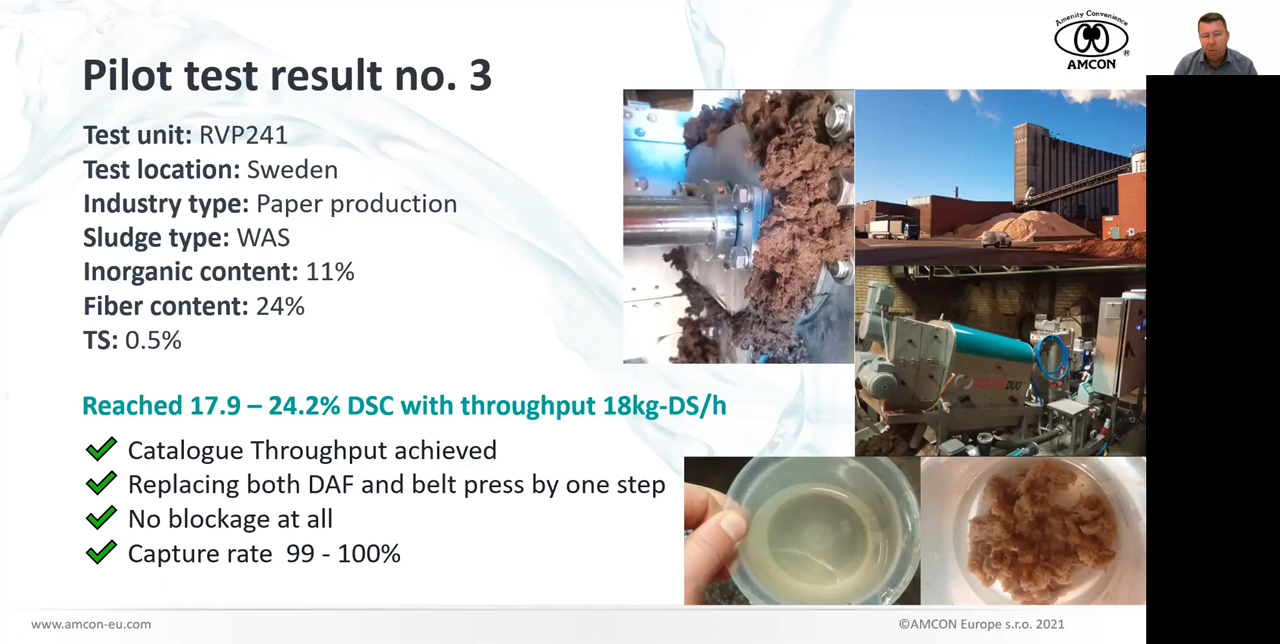 Amenity Convenience
AMCON
®
Pilot test result no. 3
Test unit: RVP241
Test location: Sweden
Industry type: Paper production
Sludge type: WAS
Inorganic content: 11%
Fiber content: 24%
TS: 0.5%
Reached 17.9 – 24.2% DSC with throughput 18kg-DS/h
Catalogue Throughput achieved
Replacing both DAF and belt press by one step
No blockage at all
Capture rate 99 - 100%
DUO
www.amcon-eu.com
©AMCON Europe s.r.o. 2021